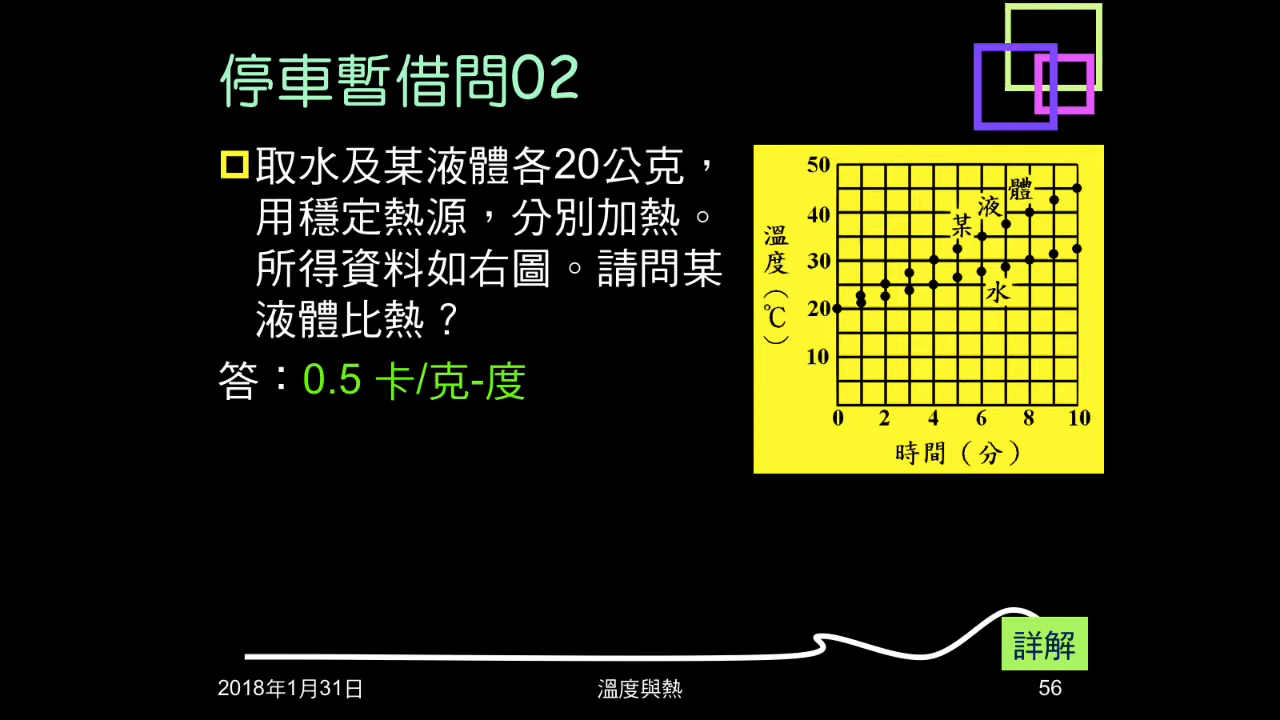 停車暫借問02
取水及某液體各20公克，
用穩定熱源，分別加熱。
所得資料如右圖。請問某
液體比熱？
答：0.5 卡/克-度
溫度（℃）
50
40
30
20
10
某液體
水
0 2 4 6 8 10
時間（分）
詳解
2018年1月31日
溫度與熱
56